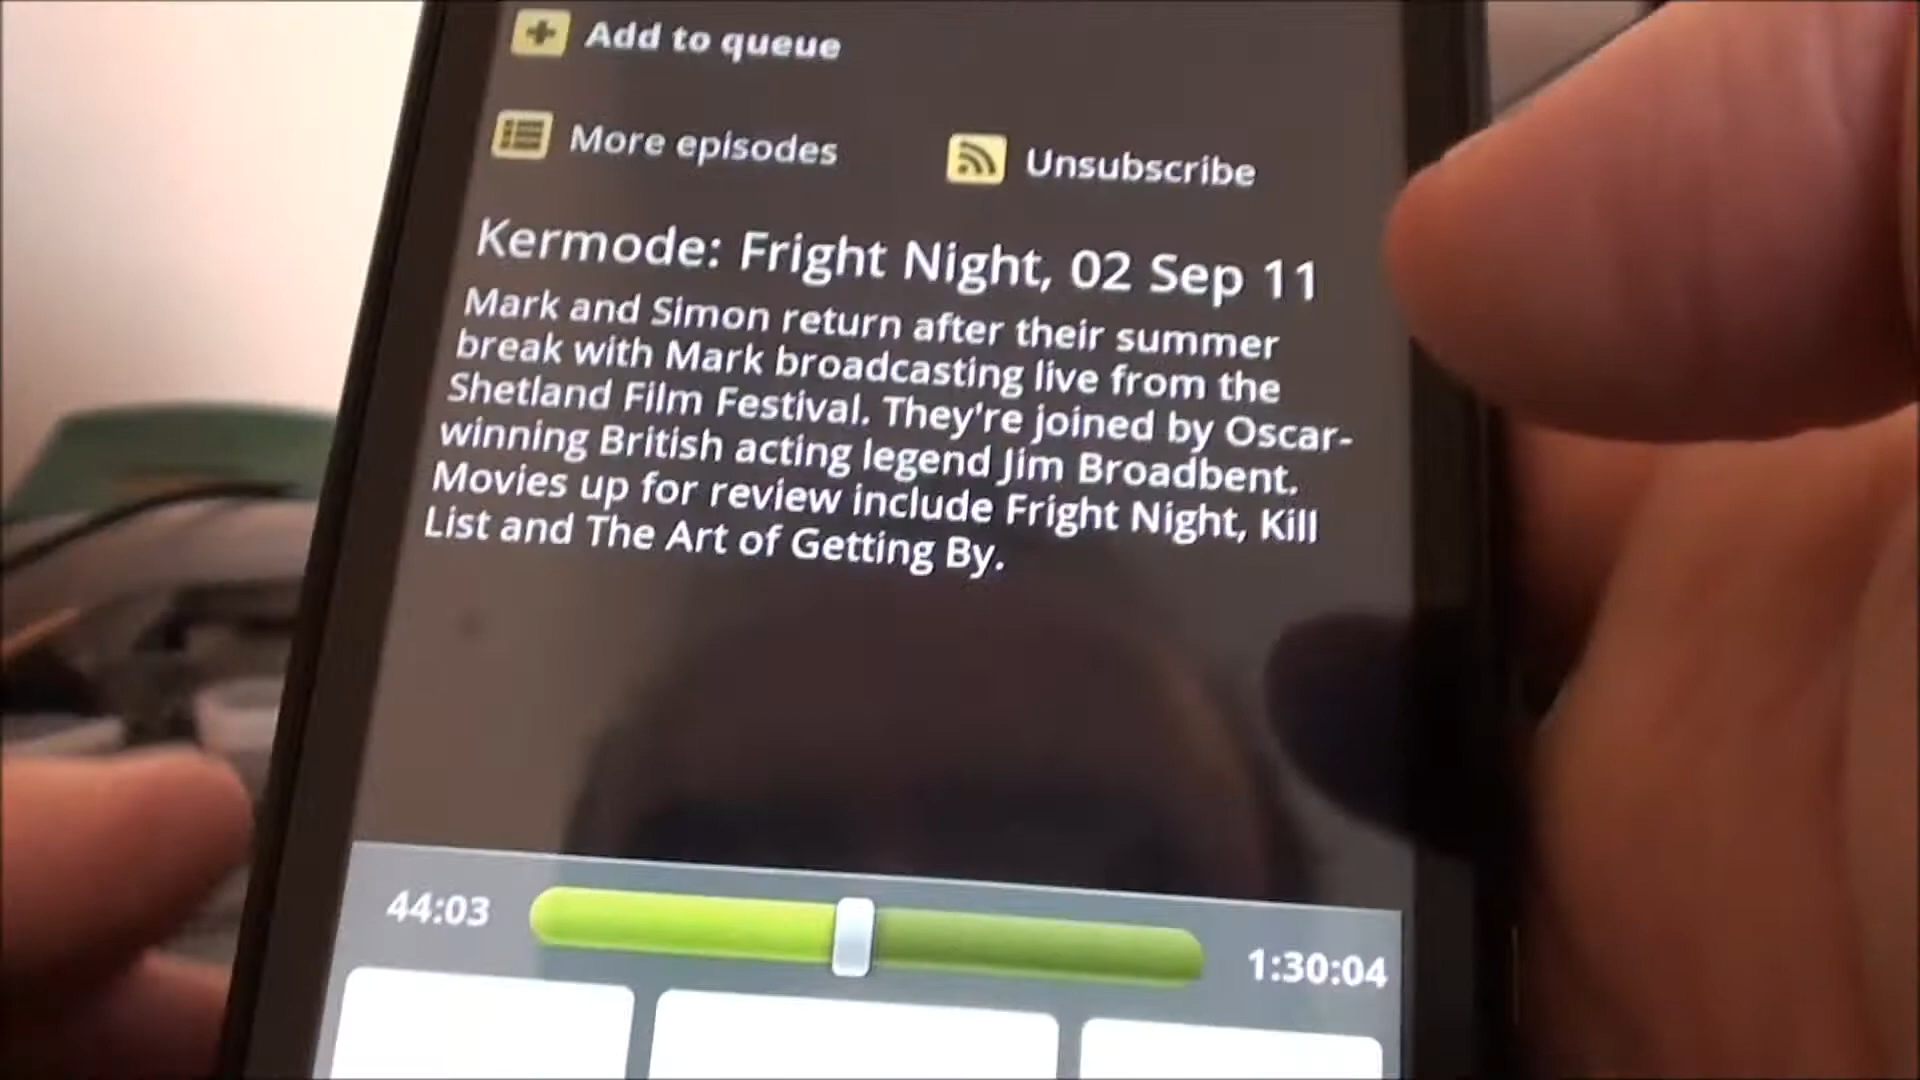 Add to queue
More episodes
Unsubscribe
Kermode: Fright Night, 02 Sep 11
Mark and Simon return after their summer
break with Mark broadcasting live from the
Shetland Film Festival. They're joined by Oscar-
winning British acting legend Jim Broadbent.
Movies up for review include Fright Night, Kill
List and The Art of Getting By.
44:03
1:30:04